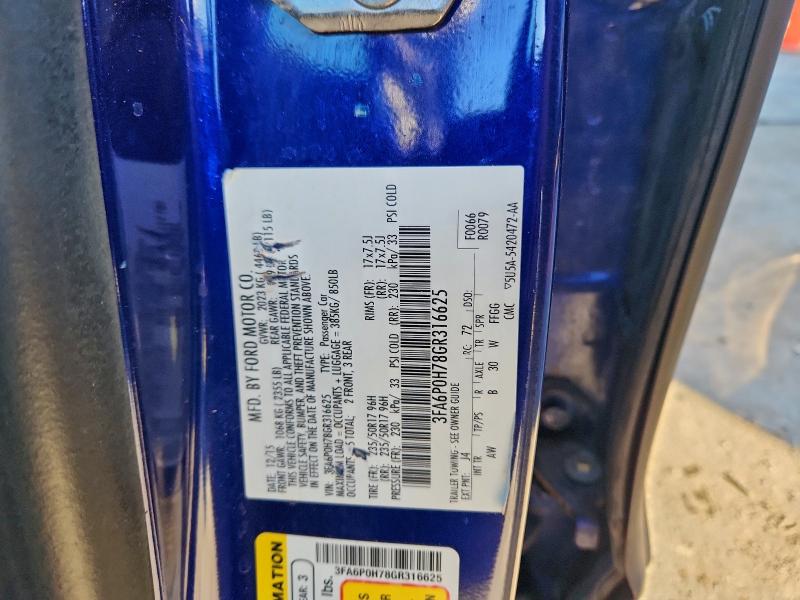 MFD. BY FORD MOTOR CO.
DATE: 12/15 GVWR: 2023 KG
FRONT GAWR: 1068 KG (2355 LB) REAR GAWR:
THIS VEHICLE CONFORMS TO ALL APPLICABLE FEDERAL MOTOR
VEHICLE SAFETY, BUMPER, AND THEFT PREVENTION STANDARDS
IN EFFECT ON THE DATE OF MANUFACTURE SHOWN ABOVE.
VIN: 3FA6P0H78GR316625 TYPE: Passenger Car
MAXIMUM LOAD = OCCUPANTS + LUGGAGE = 385KG/ 850LB
OCCUPANTS: 5 TOTAL; 2 FRONT, 3 REAR
TIRE (FR): 235/50R17 96H RIMS (FR): 17x7.5J
(RR): 235/50R17 96H (RR): 17x7.5J
PRESSURE (FR): 230 kPa/ 33 PSI COLD (RR): 230 kPa/ 33 PSI COLD
3FA6P0H78GR316625
TRAILER TOWING - SEE OWNER GUIDE
F0066
R0079
EXT PNT: J4 RC: 72 DSO:
INT TR TP/PS R AXLE TR SPR
AW B 30 W FFGG
CMC ▽5U5A-5420472-AA
MATION
EAR: 3
lbs.
3FA6P0H78GR316625